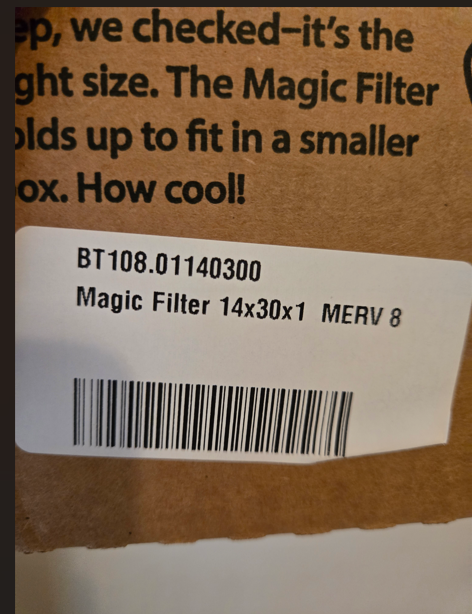 ep, we checked–it's the
ght size. The Magic Filter
olds up to fit in a smaller
ox. How cool!
BT108.01140300
Magic Filter 14x30x1 MERV 8